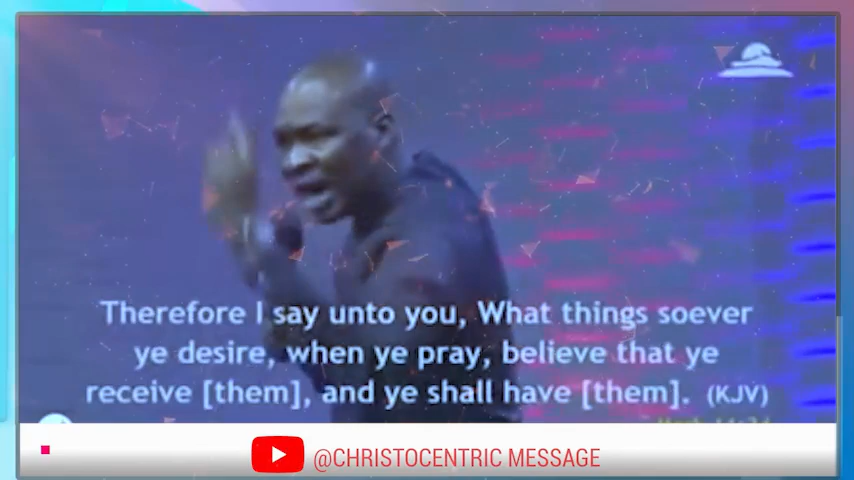 Therefore I say unto you, What things soever
ye desire, when ye pray, believe that ye
receive [them], and ye shall have [them]. (KJV)
@CHRISTOCENTRIC MESSAGE